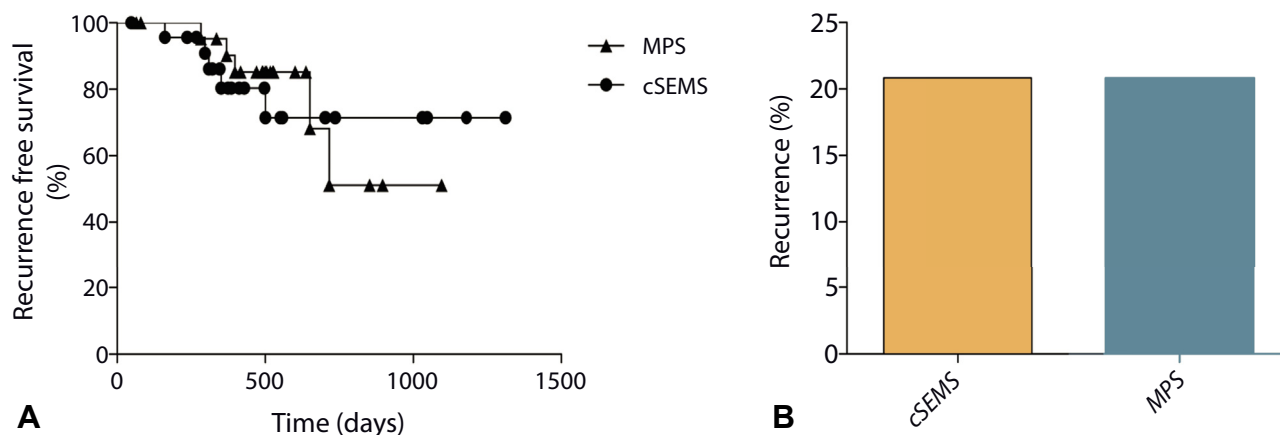 100
80
60
40
20
0
Recurrence free survival
(%)
0
500
1000
1500
Time (days)
MPS
cSEMS
A
25
20
15
10
5
0
Recurrence (%)
cSEMS
MPS
B